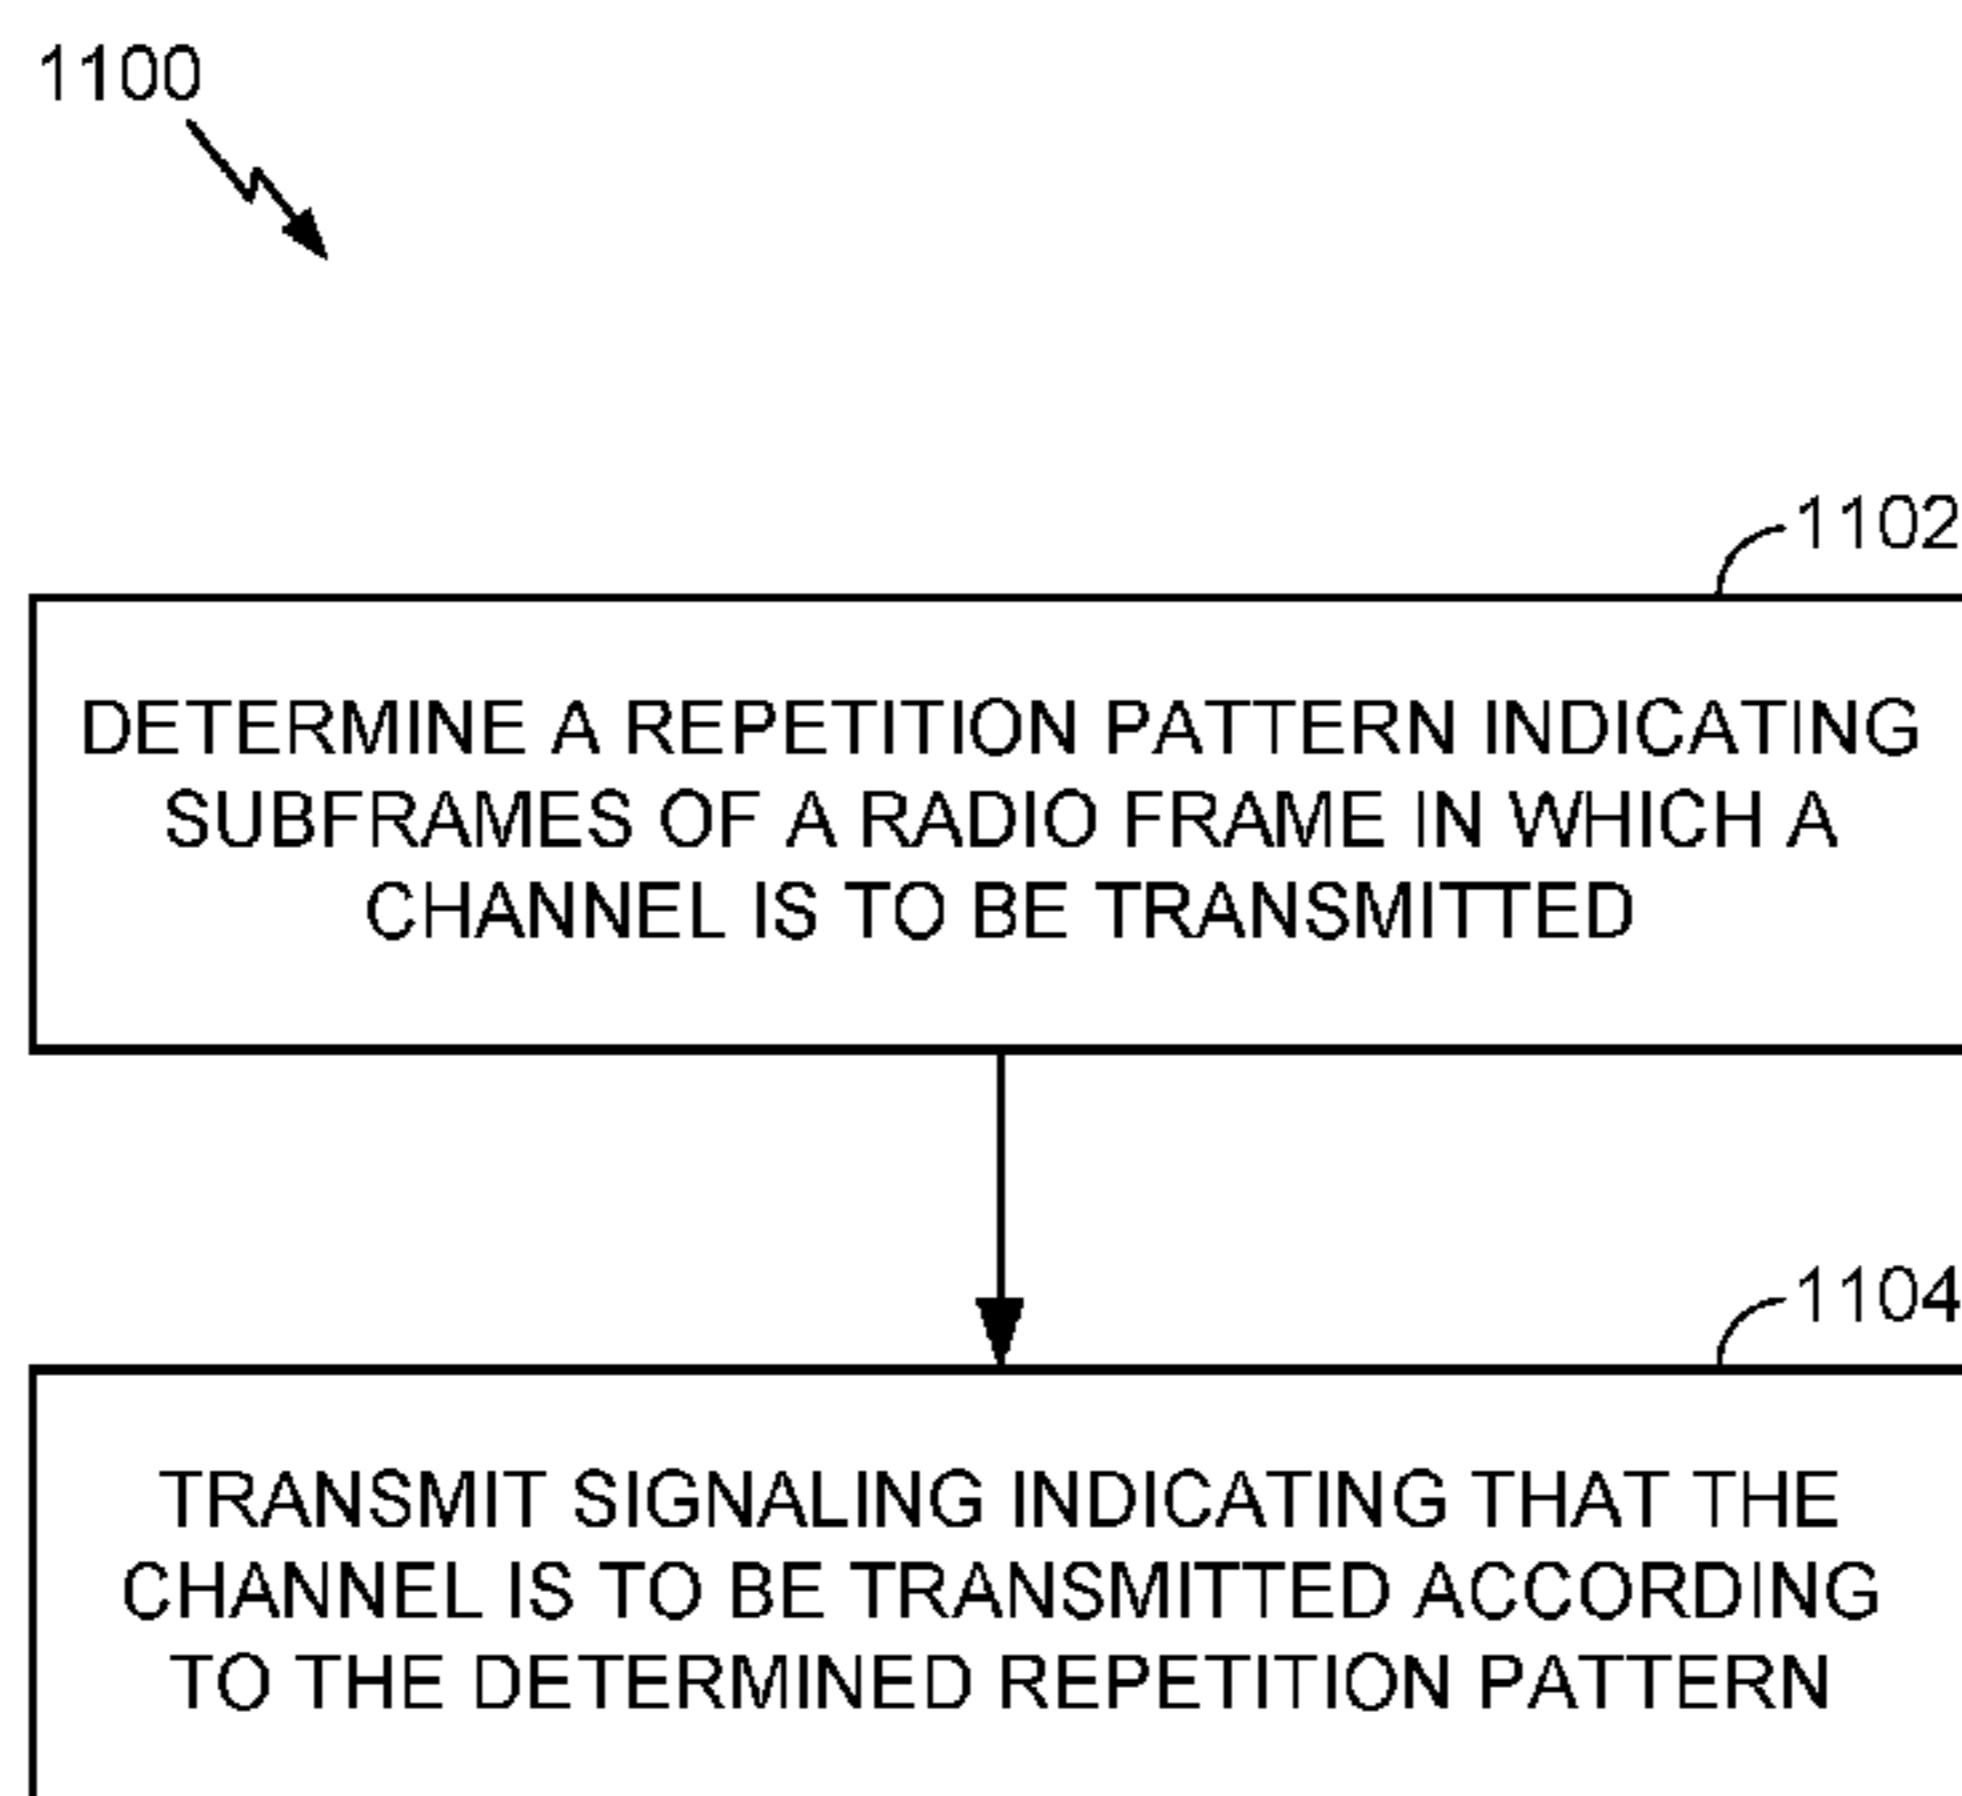 1100
1102
DETERMINE A REPETITION PATTERN INDICATING
SUBFRAMES OF A RADIO FRAME IN WHICH A
CHANNEL IS TO BE TRANSMITTED
1104
TRANSMIT SIGNALING INDICATING THAT THE
CHANNEL IS TO BE TRANSMITTED ACCORDING
TO THE DETERMINED REPETITION PATTERN